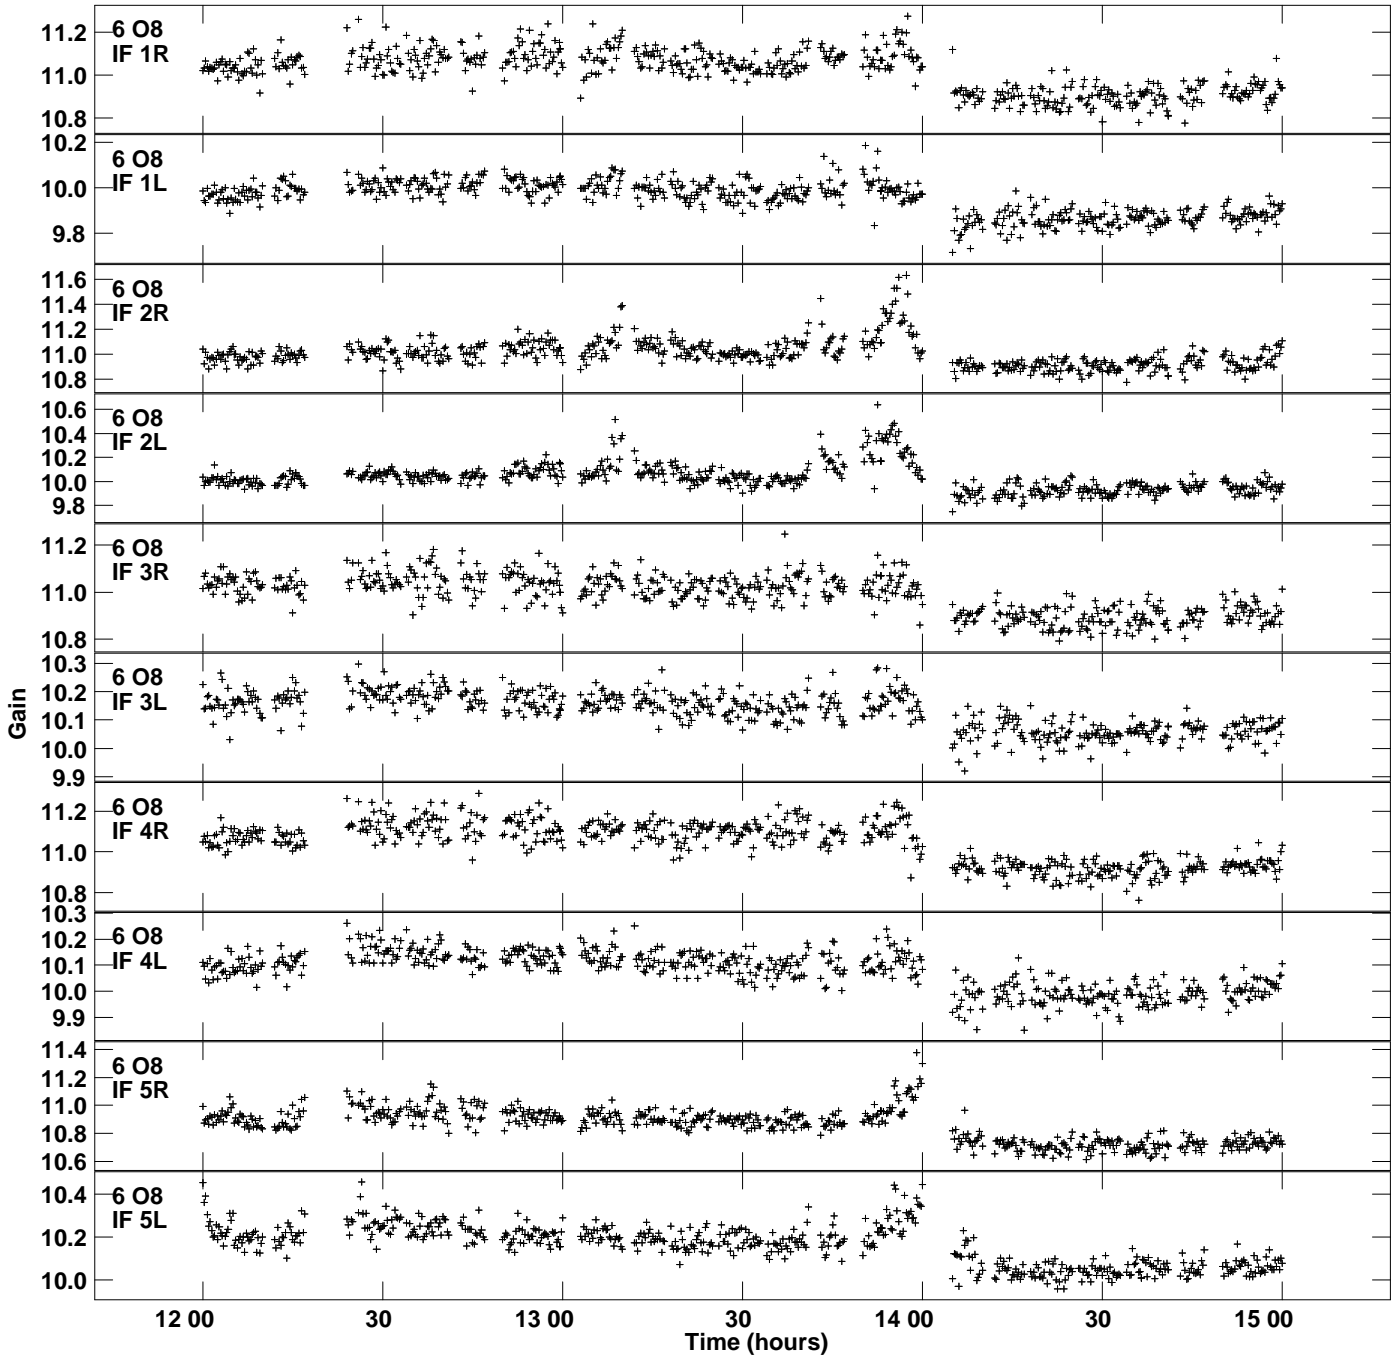 6 O8
IF 1R
11.2
11.0
10.8
6 O8
IF 1L
10.2
10.0
9.8
6 O8
IF 2R
11.6
11.4
11.2
11.0
10.8
6 O8
IF 2L
10.6
10.4
10.2
10.0
9.8
6 O8
IF 3R
11.2
11.0
10.8
6 O8
IF 3L
10.3
10.2
10.1
10.0
9.9
6 O8
IF 4R
11.2
11.0
10.8
6 O8
IF 4L
10.3
10.2
10.1
10.0
9.9
6 O8
IF 5R
11.4
11.2
11.0
10.8
10.6
6 O8
IF 5L
10.4
10.2
10.0
Gain
12 00 30 13 00 30 14 00 30 15 00
Time (hours)